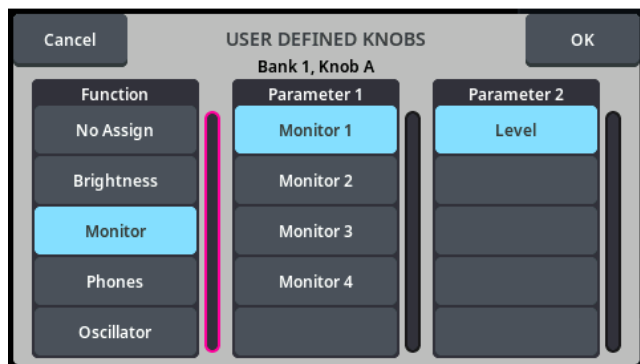 Cancel
USER DEFINED KNOBS
OK
Bank 1, Knob A
Function
Parameter 1
Parameter 2
No Assign
Monitor 1
Level
Brightness
Monitor 2
Monitor
Monitor 3
Phones
Monitor 4
Oscillator